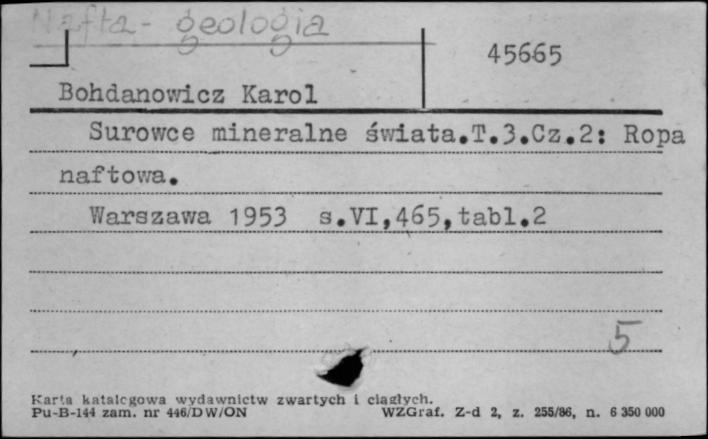 Nafta - geologia
45665
Bohdanowicz Karol
Surowce mineralne świata.T.3.Cz.2: Ropa
naftowa.
Warszawa 1953 s.VI,465,tabl.2
5
Karta katalogowa wydawnictw zwartych i ciągłych.
Pu-B-144 zam. nr 446/DW/ON WZGraf. Z-d 2, z. 255/86, n. 6 350 000